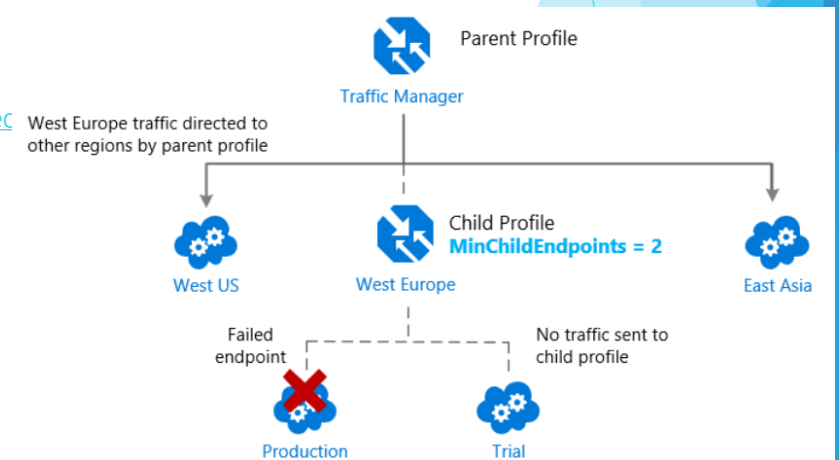 Parent Profile
Traffic Manager
West Europe traffic directed to
other regions by parent profile
Child Profile
MinChildEndpoints = 2
West US
West Europe
East Asia
Failed
endpoint
No traffic sent to
child profile
Production
Trial